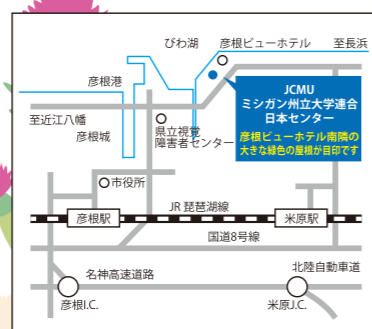 びわ湖
彦根ビューホテル
至長浜
彦根港
JCMU
ミシガン州立大学連合
日本センター
彦根ビューホテル南隣の
大きな緑色の屋根が目印です
至近江八幡
彦根城
県立視覚
障害者センター
市役所
JR 琵琶湖線
彦根駅
米原駅
国道8号線
名神高速道路
北陸自動車道
彦根I.C.
米原J.C.